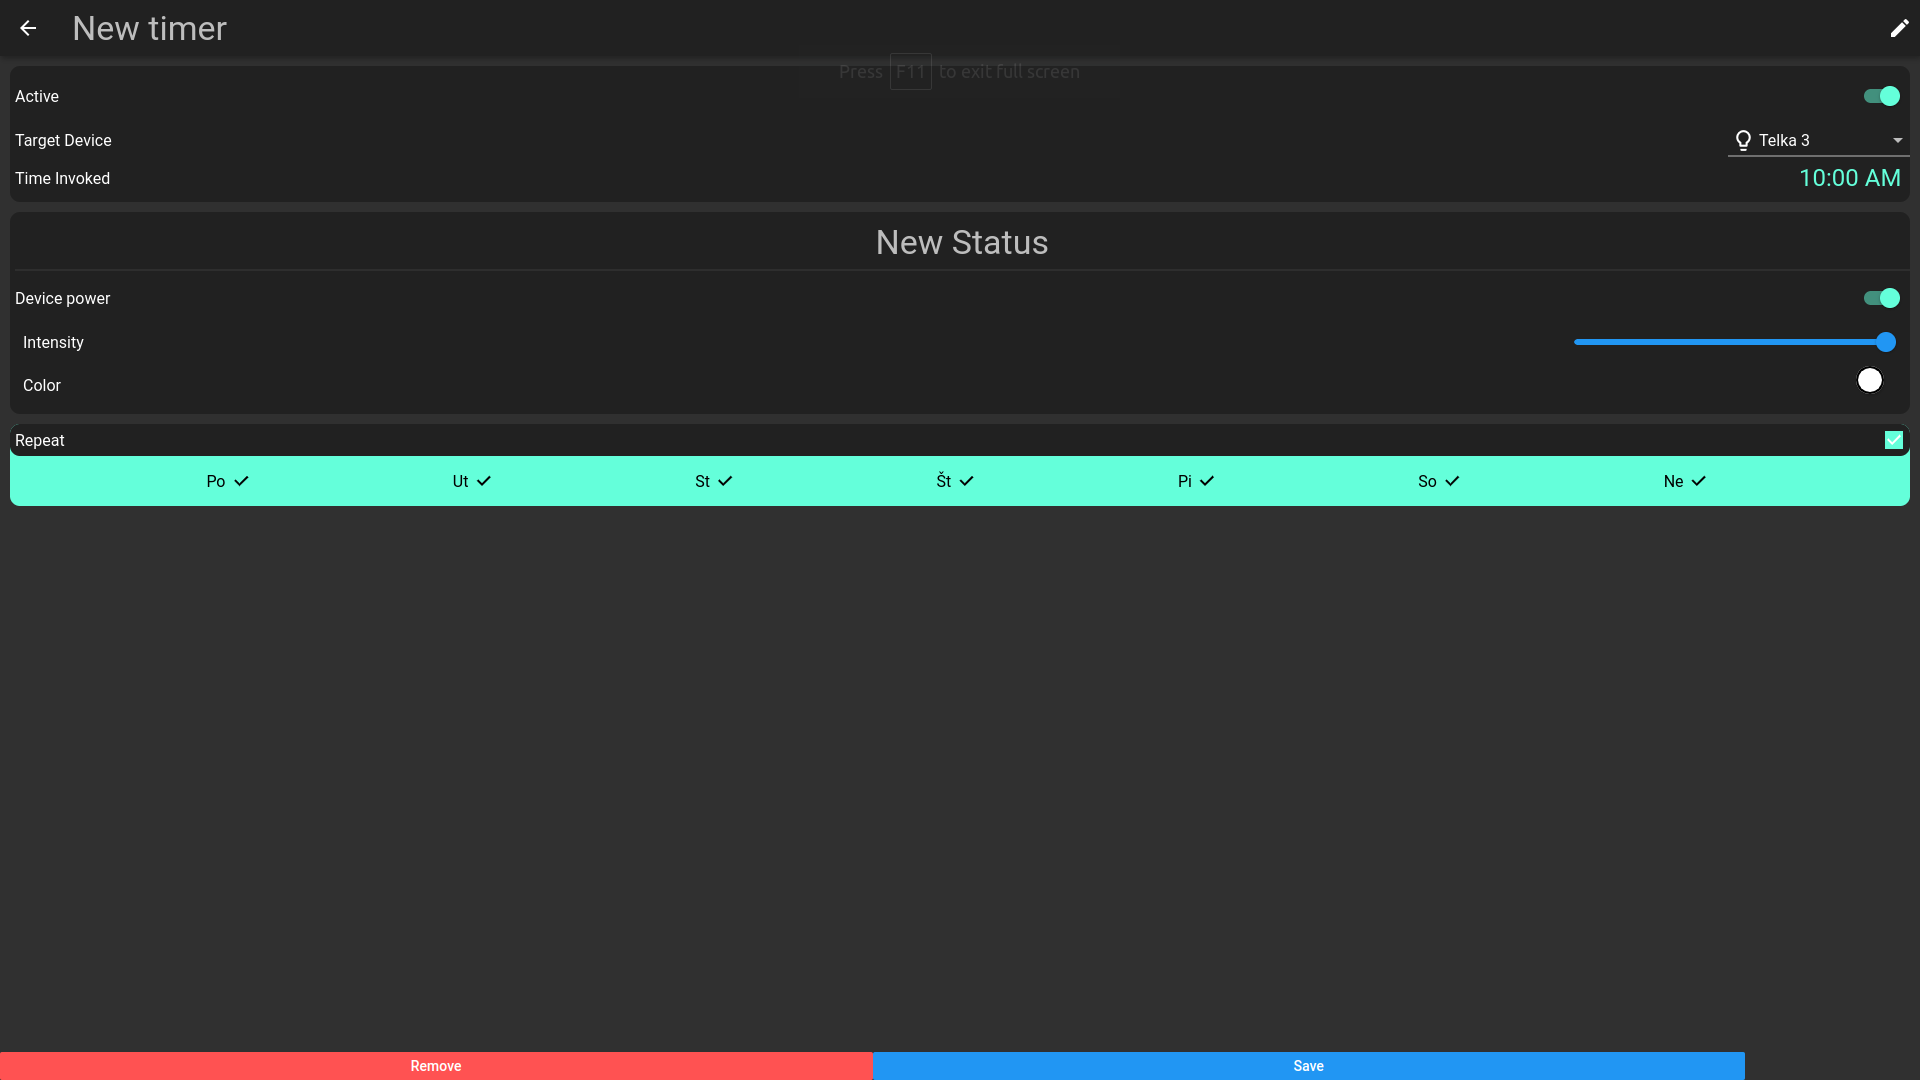 New timer
Press F11 to exit full screen
Active
Target Device
Telka 3
Time Invoked
10:00 AM
New Status
Device power
Intensity
Color
Repeat
Po Ut St Št Pi So Ne
Remove Save